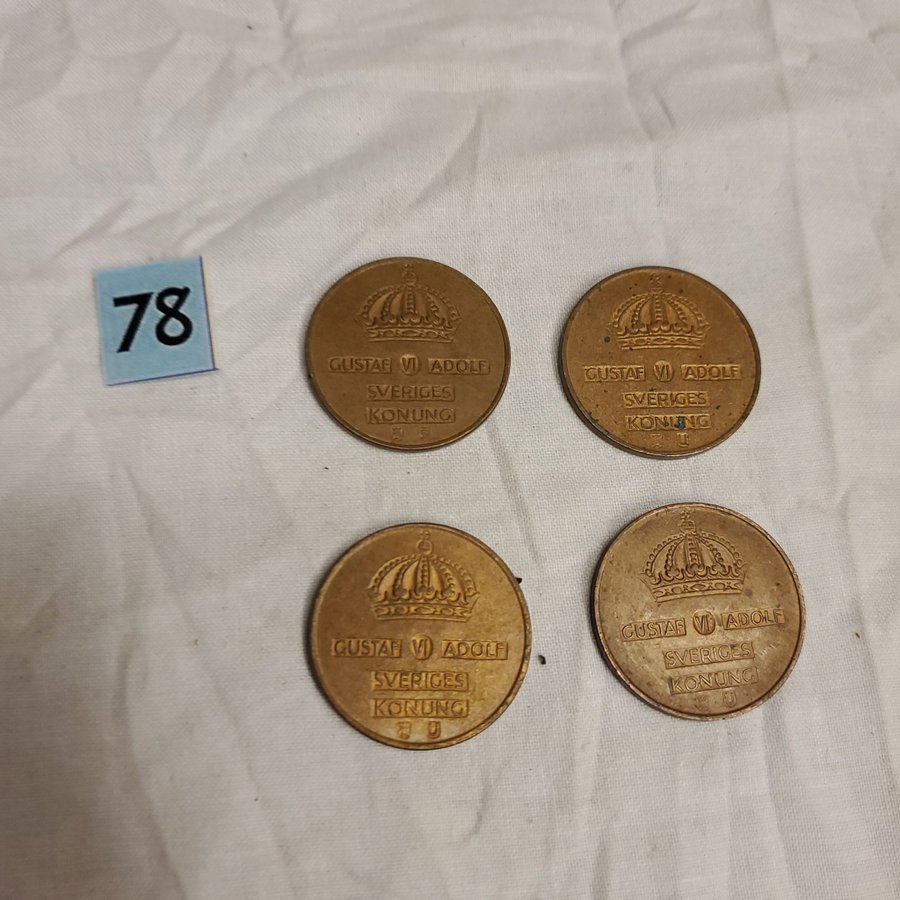 78
GUSTAF VI ADOLF
SVERIGES
KONUNG
GUSTAF VI ADOLF
SVERIGES
KONUNG
U
GUSTAF VI ADOLF
SVERIGES
KONUNG
U
GUSTAF VI ADOLF
SVERIGES
KONUNG
U